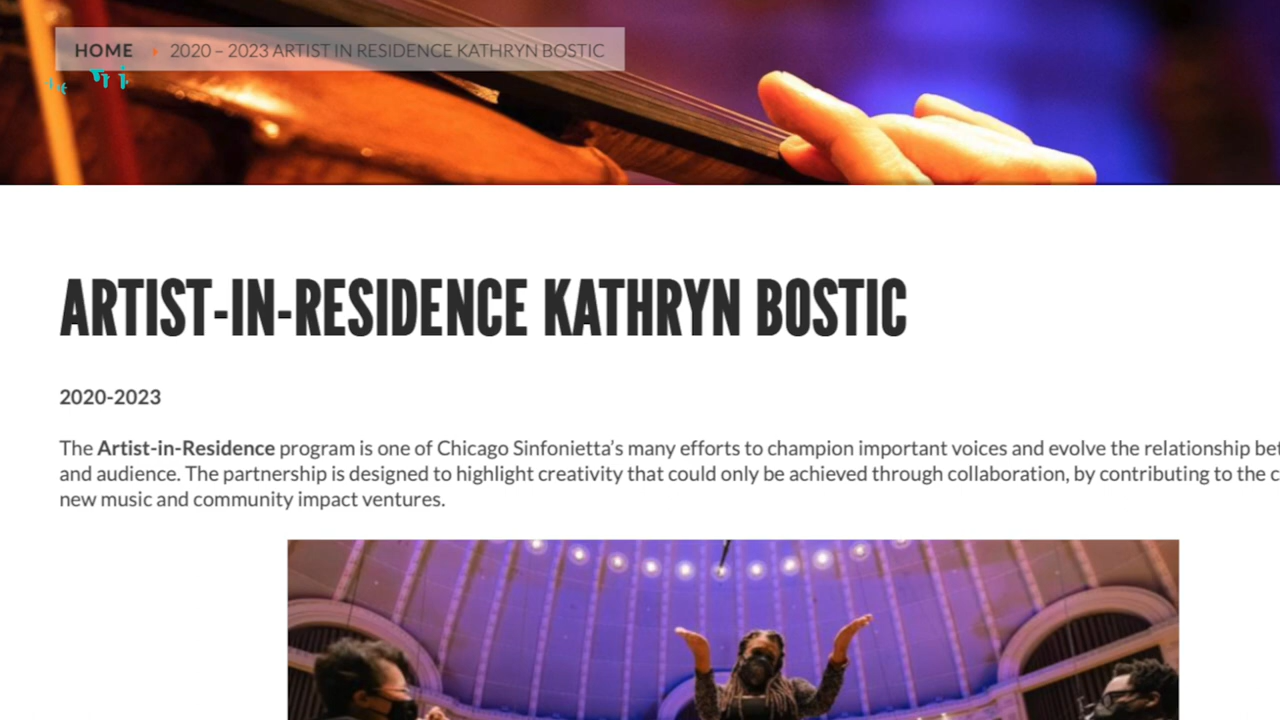 HOME 2020 – 2023 ARTIST IN RESIDENCE KATHRYN BOSTIC
ARTIST-IN-RESIDENCE KATHRYN BOSTIC
2020-2023
The Artist-in-Residence program is one of Chicago Sinfonietta’s many efforts to champion important voices and evolve the relationship
and audience. The partnership is designed to highlight creativity that could only be achieved through collaboration, by contributing to the
new music and community impact ventures.